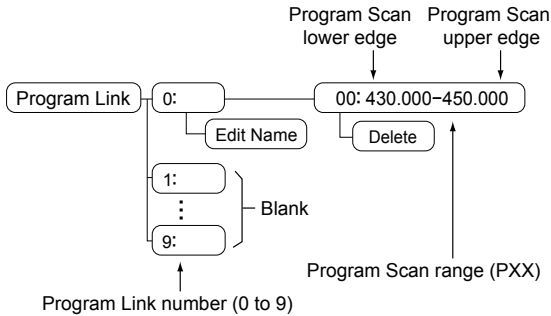 Program Scan
lower edge
Program Scan
upper edge
Program Link
0:
00: 430.000–450.000
Edit Name
Delete
1:
⋮
9:
Blank
Program Scan range (PXX)
Program Link number (0 to 9)